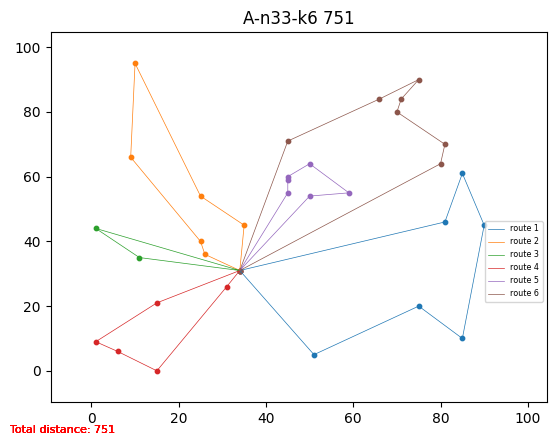 A-n33-k6 751
100
80
60
40
20
0
0 20 40 60 80 100
route 1
route 2
route 3
route 4
route 5
route 6
Total distance: 751